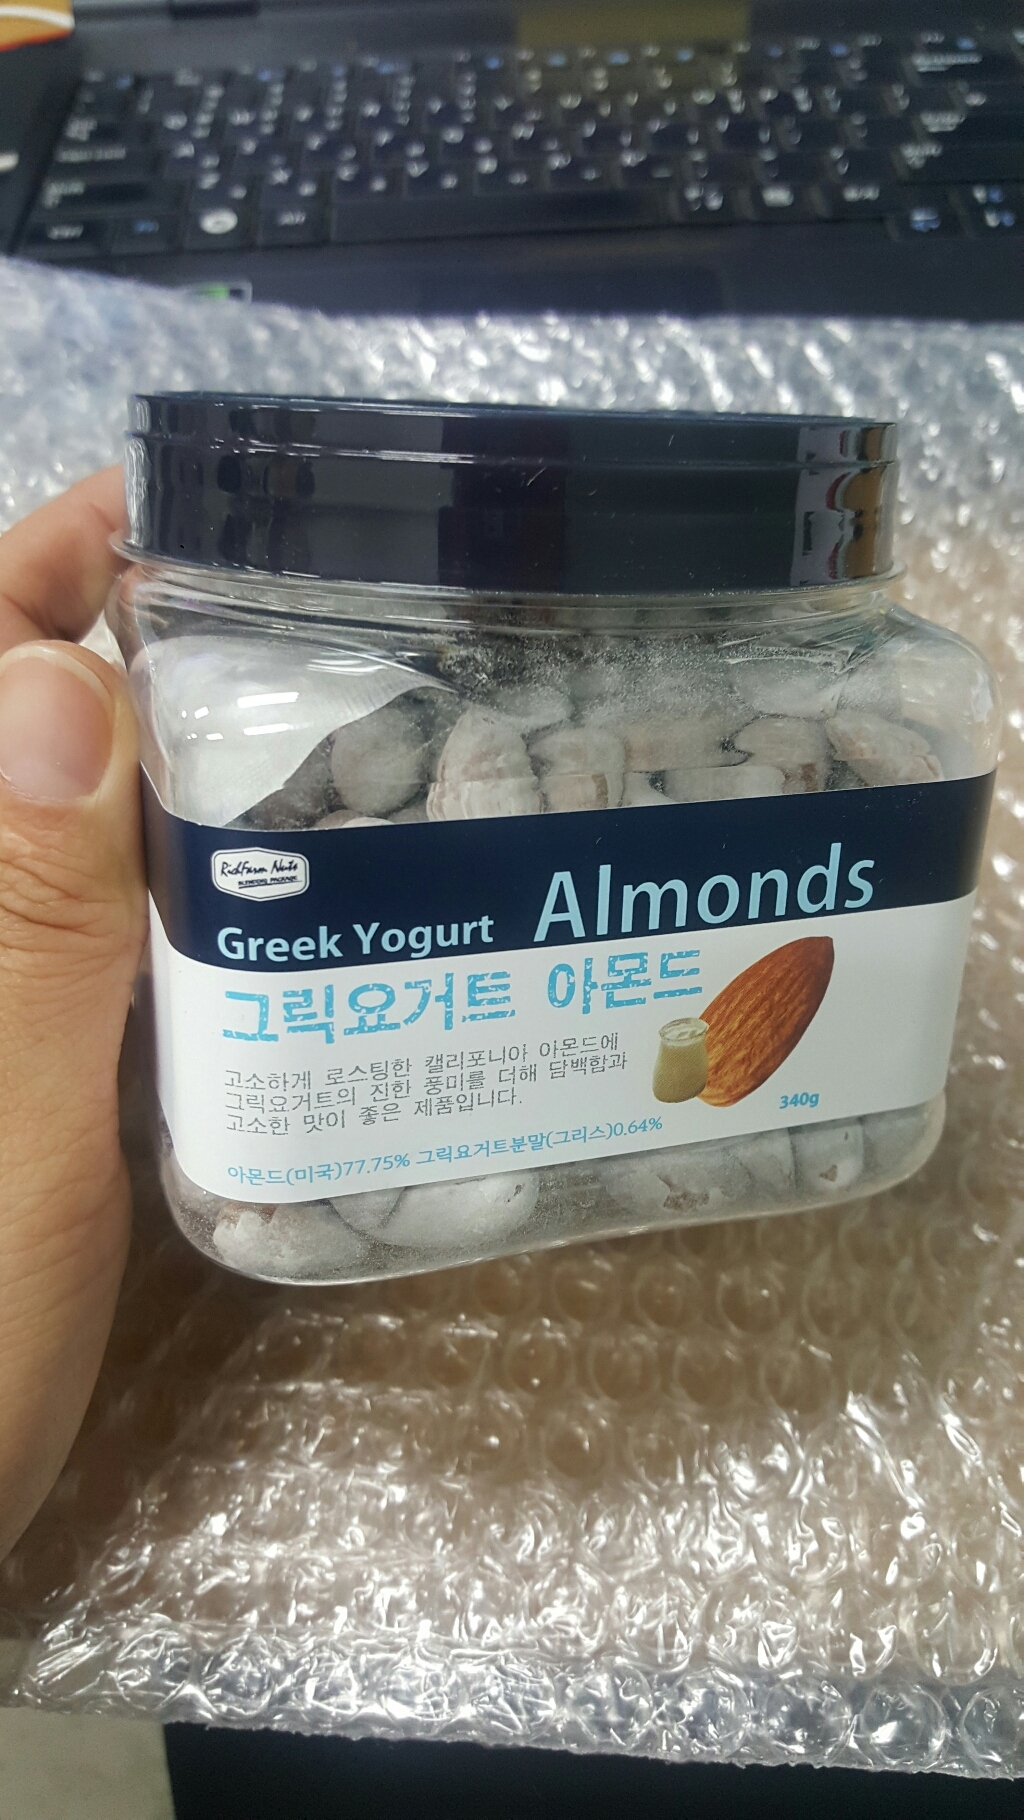 RichFarm Nuts
BLENDING PACKAGE
Greek Yogurt Almonds
그릭요거트 아몬드
고소하게 로스팅한 캘리포니아 아몬드에
그릭요거트의 진한 풍미를 더해 담백함과
고소한 맛이 좋은 제품입니다.
340g
아몬드(미국)77.75% 그릭요거트분말(그리스)0.64%